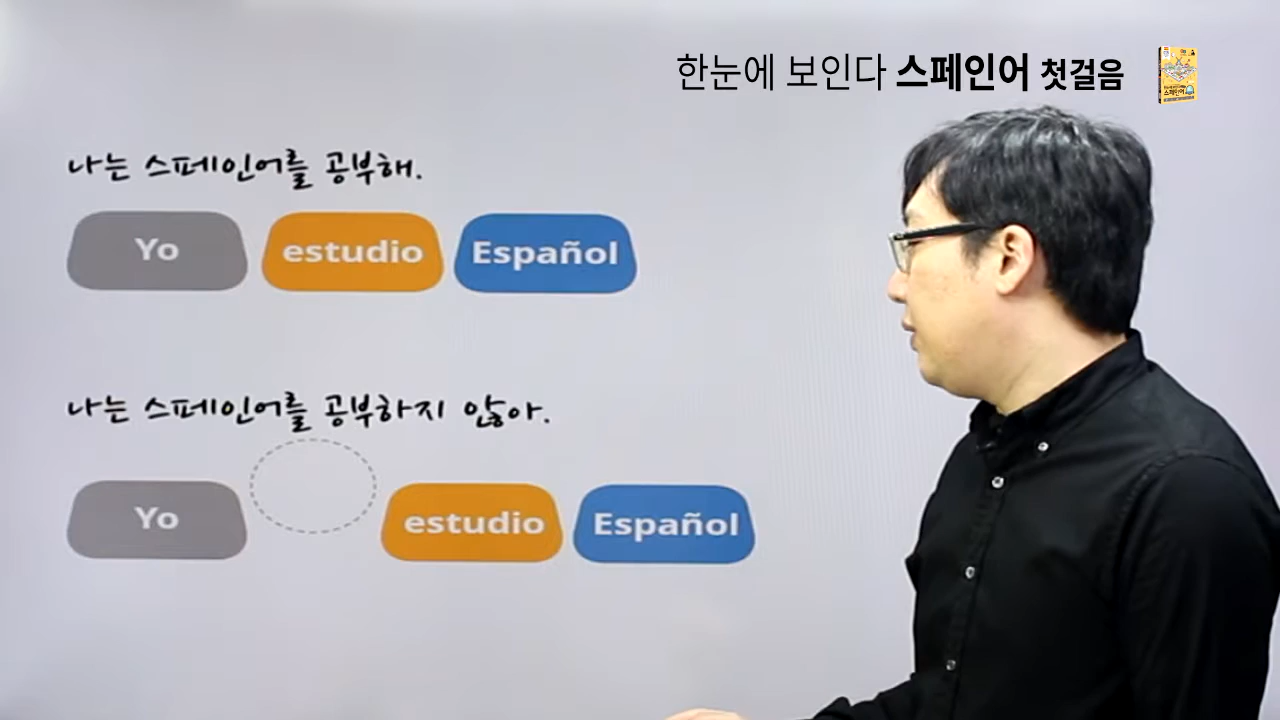 한눈에 보인다 스페인어 첫걸음
나는 스페인어를 공부해.
Yo estudio Español
나는 스페인어를 공부하지 않아.
Yo estudio Español